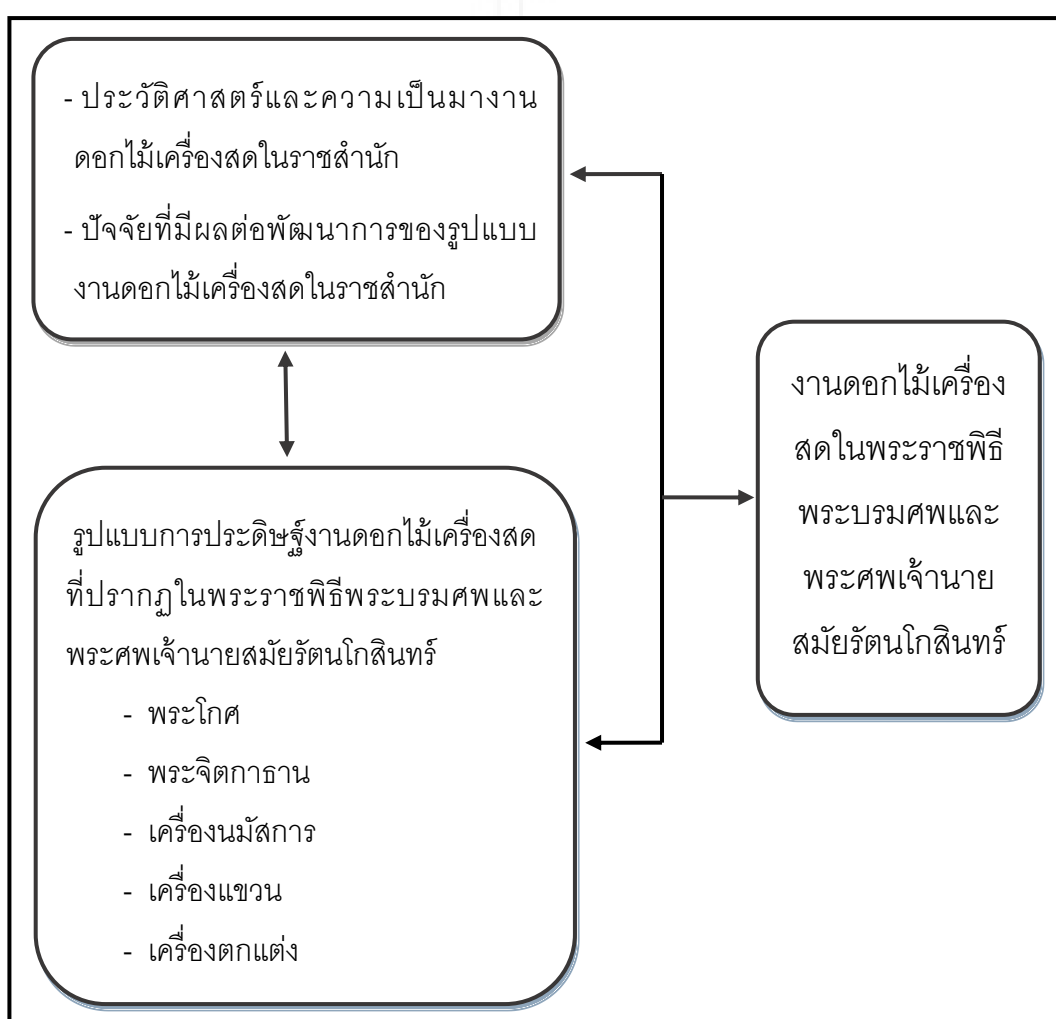 - ประวัติศาสตร์และความเป็นมางาน
ดอกไม้เครื่องสดในราชสำนัก
- ปัจจัยที่มีผลต่อพัฒนาการของรูปแบบ
งานดอกไม้เครื่องสดในราชสำนัก
รูปแบบการประดิษฐ์งานดอกไม้เครื่องสด
ที่ปรากฏในพระราชพิธีพระบรมศพและ
พระศพเจ้านายสมัยรัตนโกสินทร์
- พระโกศ
- พระจิตกาธาน
- เครื่องนมัสการ
- เครื่องแขวน
- เครื่องตกแต่ง
งานดอกไม้เครื่อง
สดในพระราชพิธี
พระบรมศพและ
พระศพเจ้านาย
สมัยรัตนโกสินทร์